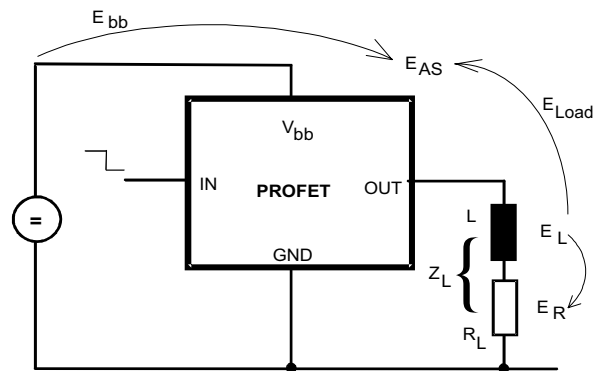 E bb
E AS
E Load
V bb
IN
PROFET
OUT
=
GND
L
Z L
E L
R L
E R